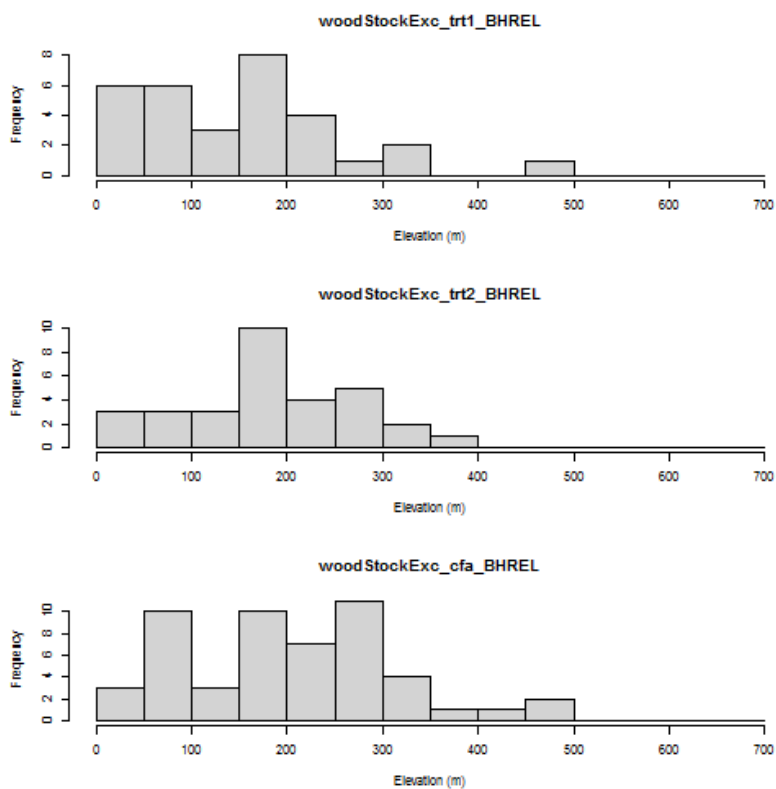 woodStockExc_trt1_BHREL
Frequency
8
6
4
2
0
0 100 200 300 400 500 600 700
Elevation (m)
woodStockExc_trt2_BHREL
Frequency
10
8
6
4
2
0
0 100 200 300 400 500 600 700
Elevation (m)
woodStockExc_cfa_BHREL
Frequency
10
8
6
4
2
0
0 100 200 300 400 500 600 700
Elevation (m)